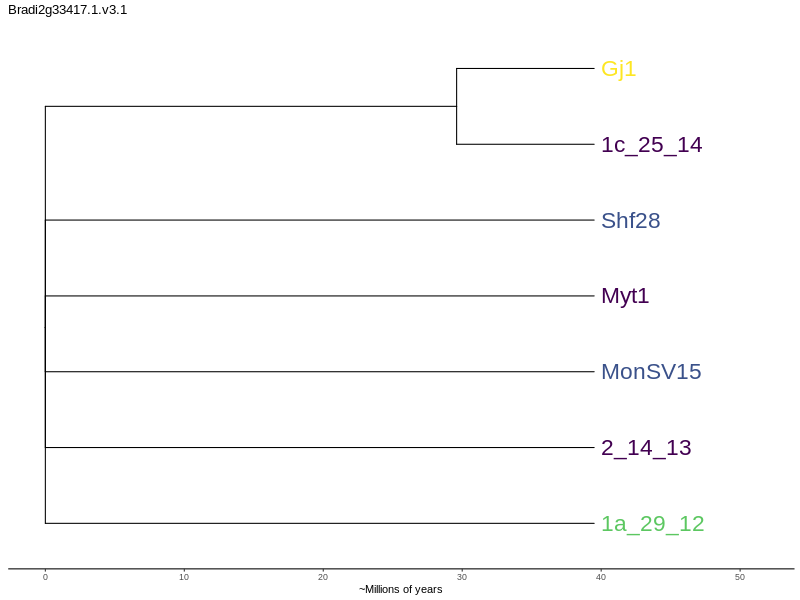 Bradi2g33417.1.v3.1
Gj1
1c_25_14
Shf28
Myt1
MonSV15
2_14_13
1a_29_12
0 10 20 30 40 50
~Millions of years